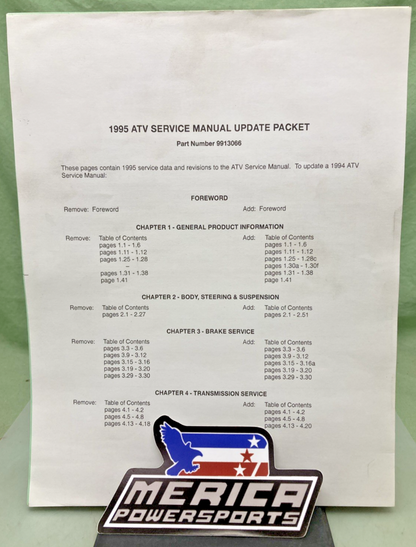 1995 ATV SERVICE MANUAL UPDATE PACKET
Part Number 9913066
These pages contain 1995 service data and revisions to the ATV Service Manual. To update a 1994 ATV
Service Manual:
FOREWORD
Remove: Foreword Add: Foreword
CHAPTER 1 - GENERAL PRODUCT INFORMATION
Remove: Table of Contents Add: Table of Contents
pages 1.1 - 1.6 pages 1.1 - 1.6
pages 1.11 - 1.12 pages 1.11 - 1.12
pages 1.25 - 1.28 pages 1.25 - 1.28c
pages 1.30a - 1.30f
pages 1.31 - 1.38 pages 1.31 - 1.38
page 1.41 page 1.41
CHAPTER 2 - BODY, STEERING & SUSPENSION
Remove: Table of Contents Add: Table of Contents
pages 2.1 - 2.27 pages 2.1 - 2.51
CHAPTER 3 - BRAKE SERVICE
Remove: Table of Contents Add: Table of Contents
pages 3.3 - 3.6 pages 3.3 - 3.6
pages 3.9 - 3.12 pages 3.9 - 3.12
pages 3.15 - 3.16 pages 3.15 - 3.16a
pages 3.19 - 3.20 pages 3.19 - 3.20
pages 3.29 - 3.30 pages 3.29 - 3.30
CHAPTER 4 - TRANSMISSION SERVICE
Remove: Table of Contents Add: Table of Contents
pages 4.1 - 4.2 pages 4.1 - 4.2
pages 4.5 - 4.8 pages 4.5 - 4.8
pages 4.13 - 4.18 pages 4.13 - 4.20
MERICA
POWERSPORTS